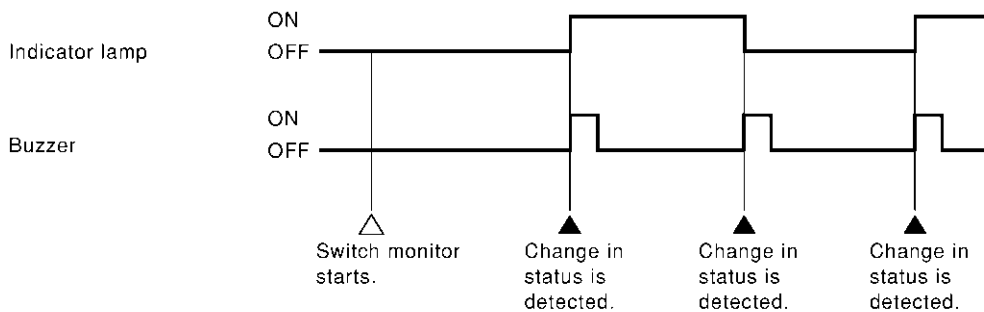 ON
Indicator lamp
OFF
ON
Buzzer
OFF
Switch monitor
starts.
Change in
status is
detected.
Change in
status is
detected.
Change in
status is
detected.